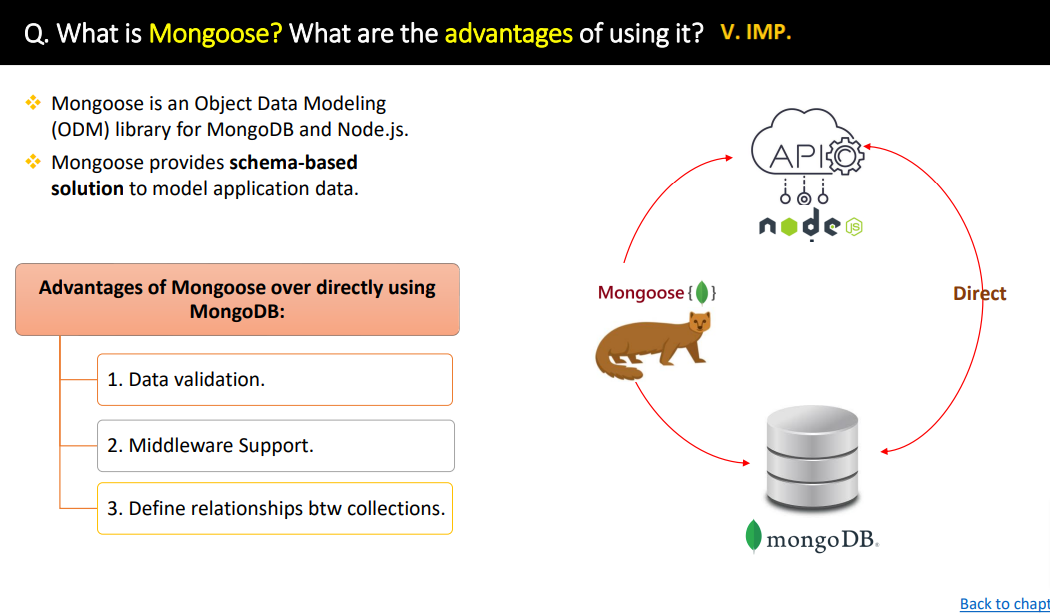 Q. What is Mongoose? What are the advantages of using it? V. IMP.
Mongoose is an Object Data Modeling
(ODM) library for MongoDB and Node.js.
Mongoose provides schema-based
solution to model application data.
Advantages of Mongoose over directly using
MongoDB:
1. Data validation.
2. Middleware Support.
3. Define relationships btw collections.
API
node
JS
Mongoose{ }
Direct
mongoDB.
Back to chapt